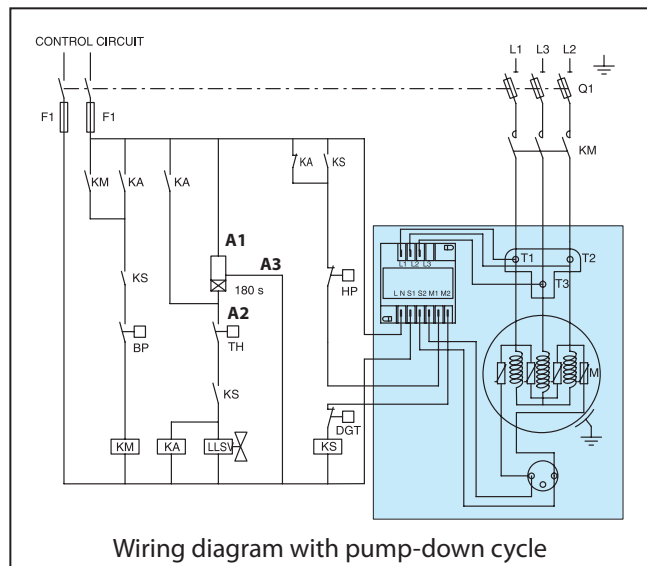 CONTROL CIRCUIT
L1 L3 L2
F1 F1
Q1
KM
KM KA KA KA KS
A1
A3
180 s
A2
KS
BP
TH
KS
HP
L1 L2 L3
L N S1 S2 M1 M2
T1 T2
T3
M
DGT
KM KA LLSV KS
Wiring diagram with pump-down cycle